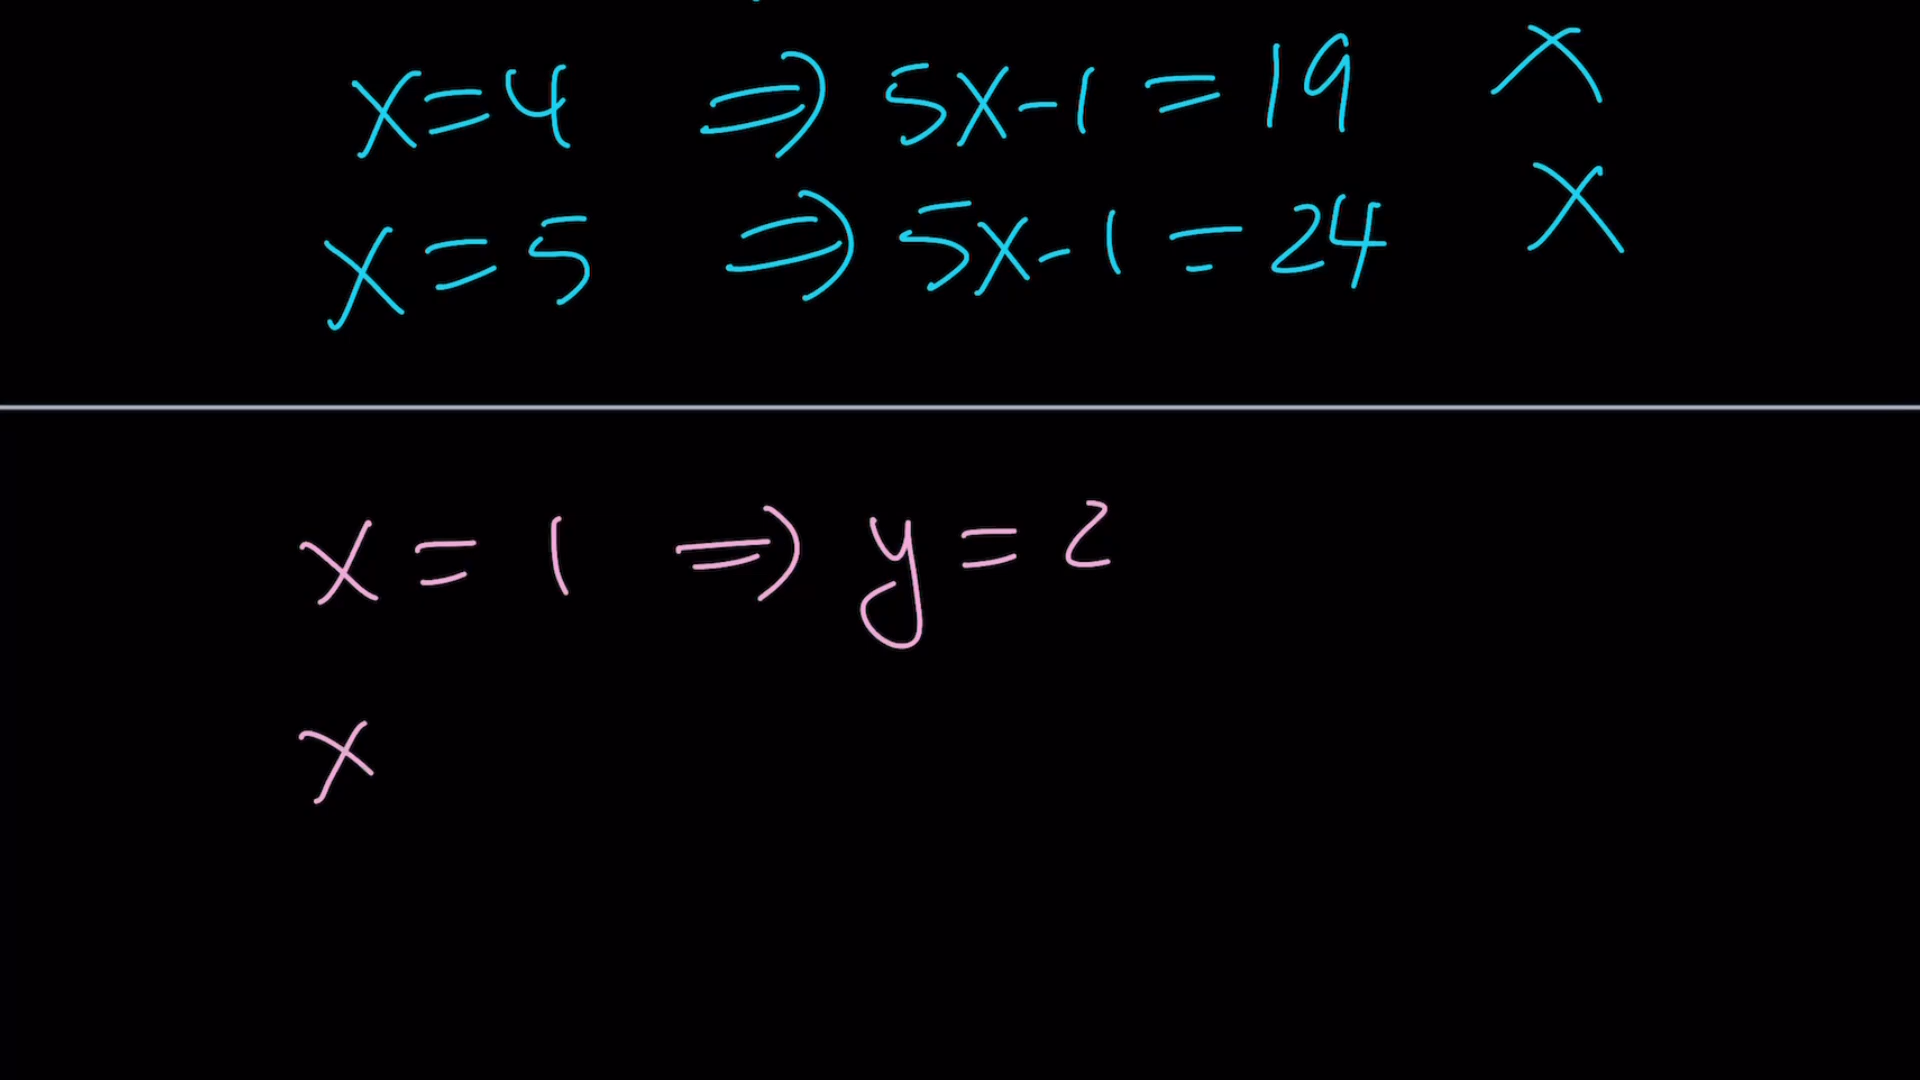 x=4 ⇒ 5x-1=19 x
x=5 ⇒ 5x-1=24 x
x=1 ⇒ y=2
x